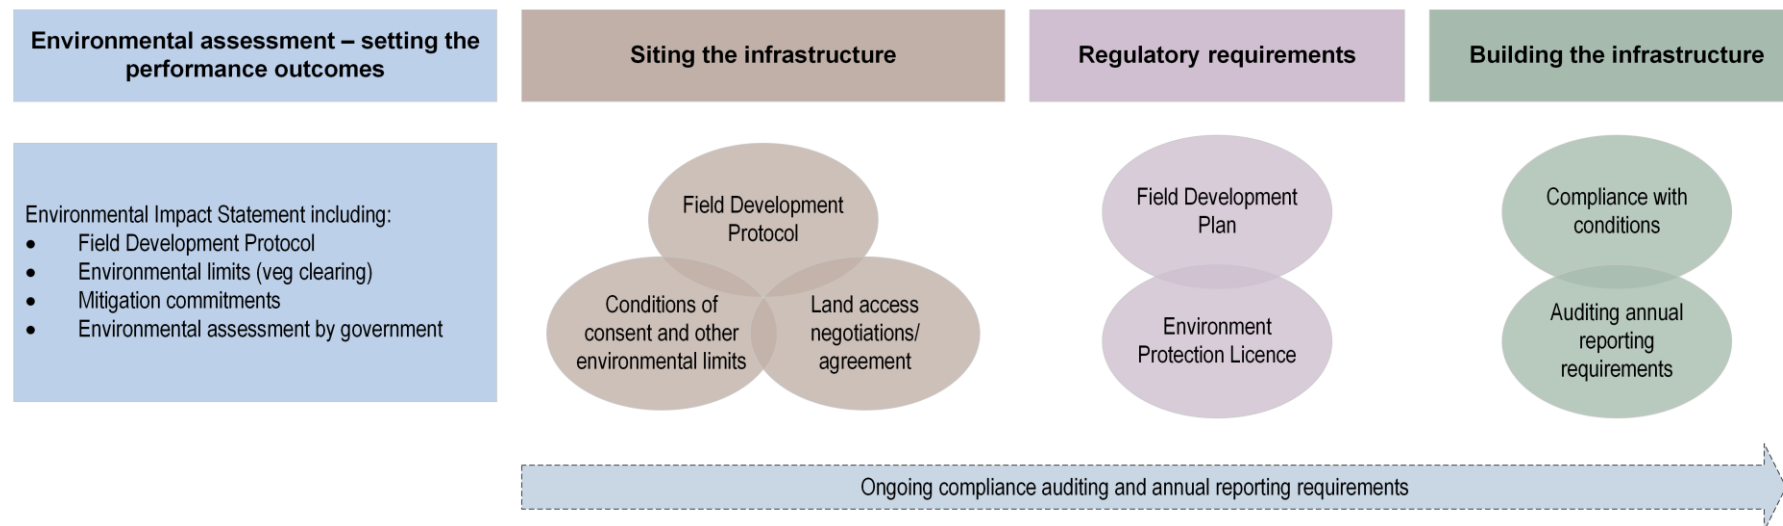 Environmental assessment – setting the
performance outcomes
Siting the infrastructure
Regulatory requirements
Building the infrastructure
Environmental Impact Statement including:
• Field Development Protocol
• Environmental limits (veg clearing)
• Mitigation commitments
• Environmental assessment by government
Field Development
Protocol
Conditions of
consent and other
environmental limits
Land access
negotiations/
agreement
Field Development
Plan
Environment
Protection Licence
Compliance with
conditions
Auditing annual
reporting
requirements
Ongoing compliance auditing and annual reporting requirements